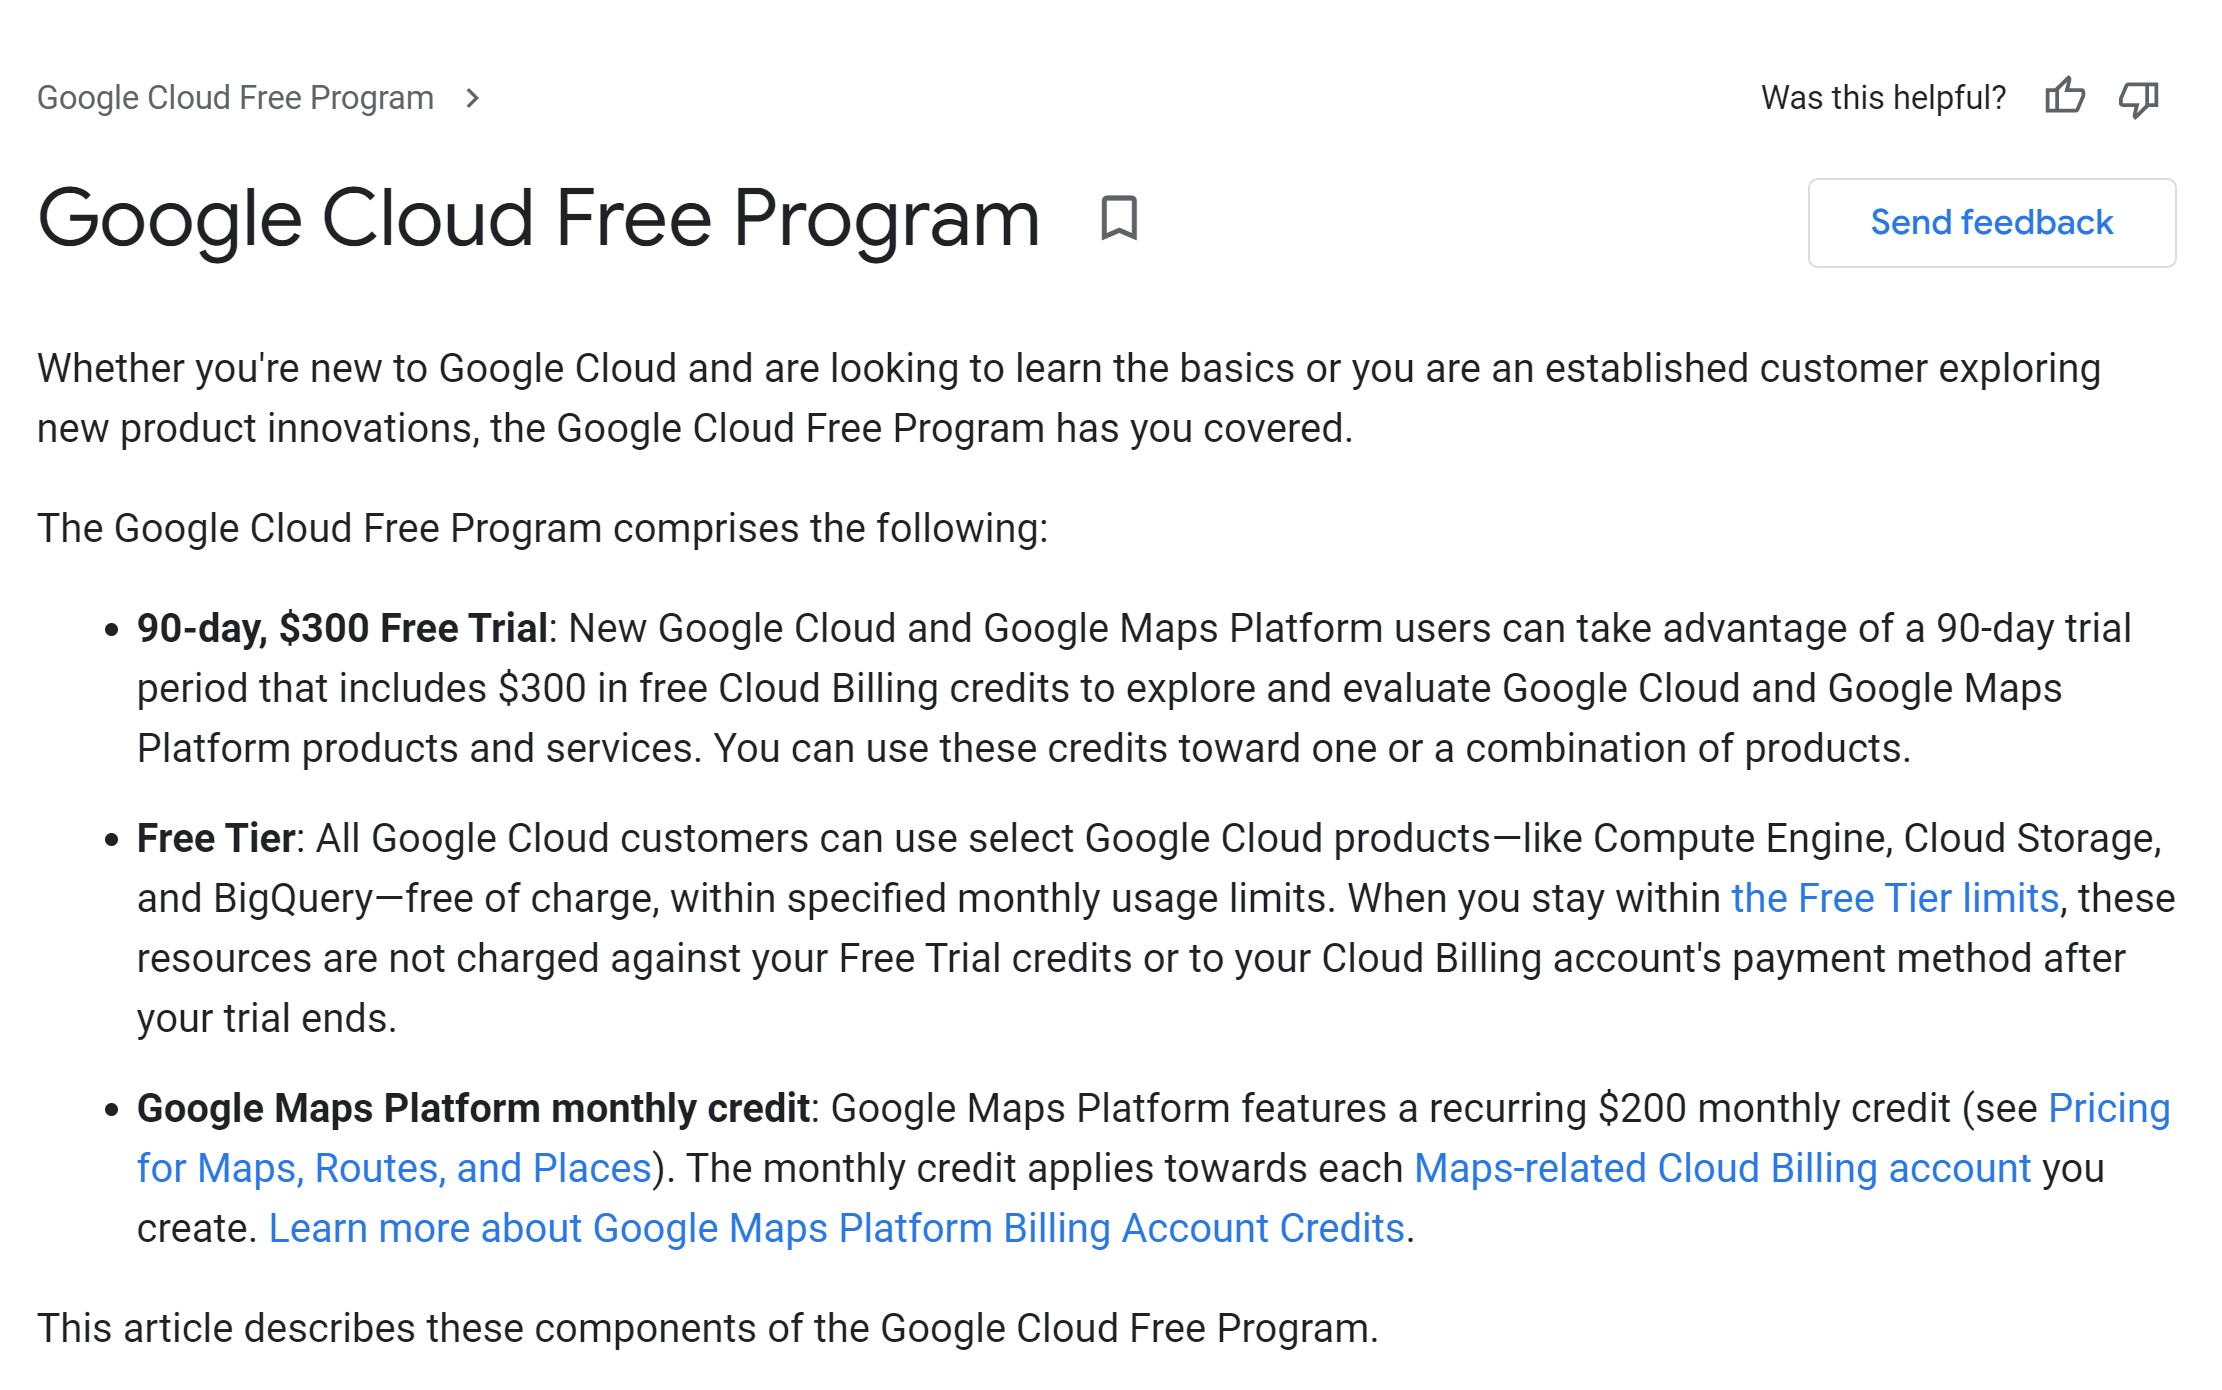 Google Cloud Free Program
Was this helpful?
Google Cloud Free Program
Send feedback
Whether you're new to Google Cloud and are looking to learn the basics or you are an established customer exploring
new product innovations, the Google Cloud Free Program has you covered.
The Google Cloud Free Program comprises the following:
• 90-day, $300 Free Trial: New Google Cloud and Google Maps Platform users can take advantage of a 90-day trial
period that includes $300 in free Cloud Billing credits to explore and evaluate Google Cloud and Google Maps
Platform products and services. You can use these credits toward one or a combination of products.
• Free Tier: All Google Cloud customers can use select Google Cloud products—like Compute Engine, Cloud Storage,
and BigQuery—free of charge, within specified monthly usage limits. When you stay within the Free Tier limits, these
resources are not charged against your Free Trial credits or to your Cloud Billing account's payment method after
your trial ends.
• Google Maps Platform monthly credit: Google Maps Platform features a recurring $200 monthly credit (see Pricing
for Maps, Routes, and Places). The monthly credit applies towards each Maps-related Cloud Billing account you
create. Learn more about Google Maps Platform Billing Account Credits.
This article describes these components of the Google Cloud Free Program.